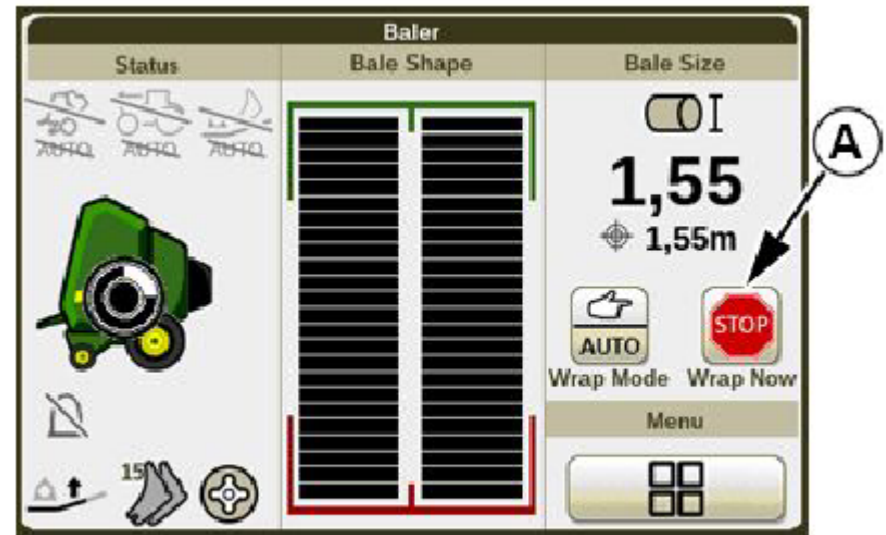 Baler
Status
Bale Shape
Bale Size
AUTO
AUTO
AUTO
A
1,55
1,55m
STOP
AUTO
Wrap Mode
Wrap Now
Menu
15